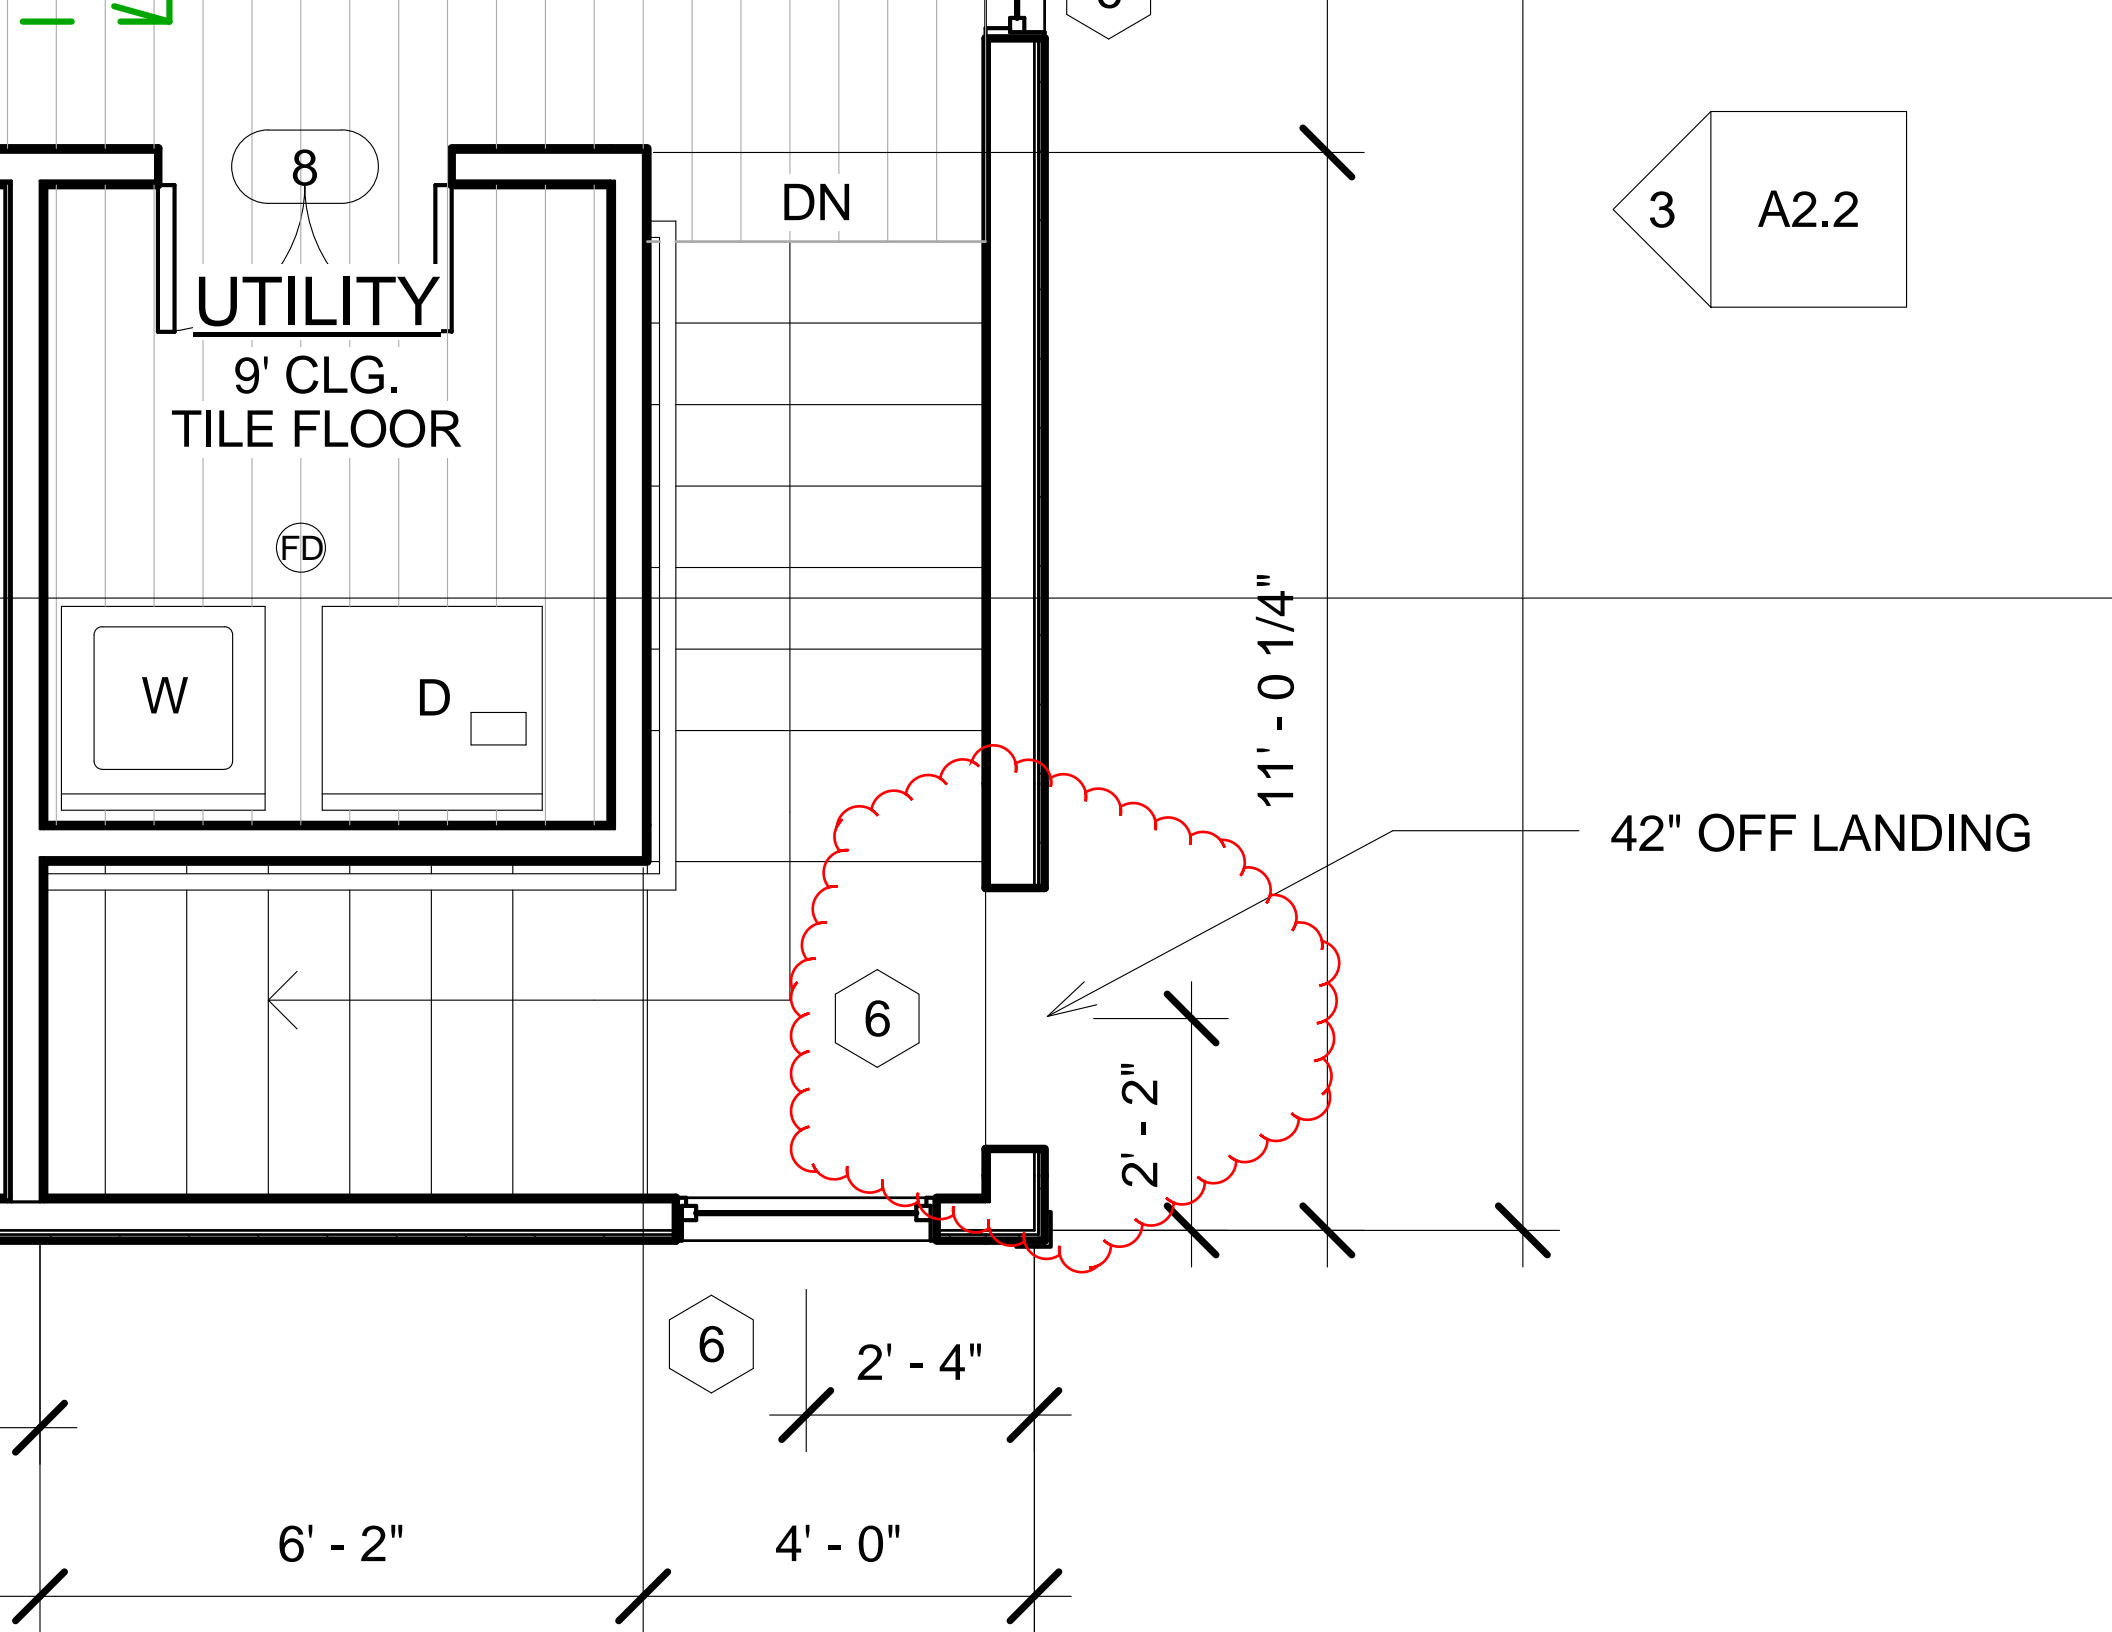 8
DN
3
A2.2
UTILITY
9' CLG.
TILE FLOOR
FD
W
D
11' - 0 1/4"
42" OFF LANDING
6
2' - 2"
6
2' - 4"
6' - 2"
4' - 0"